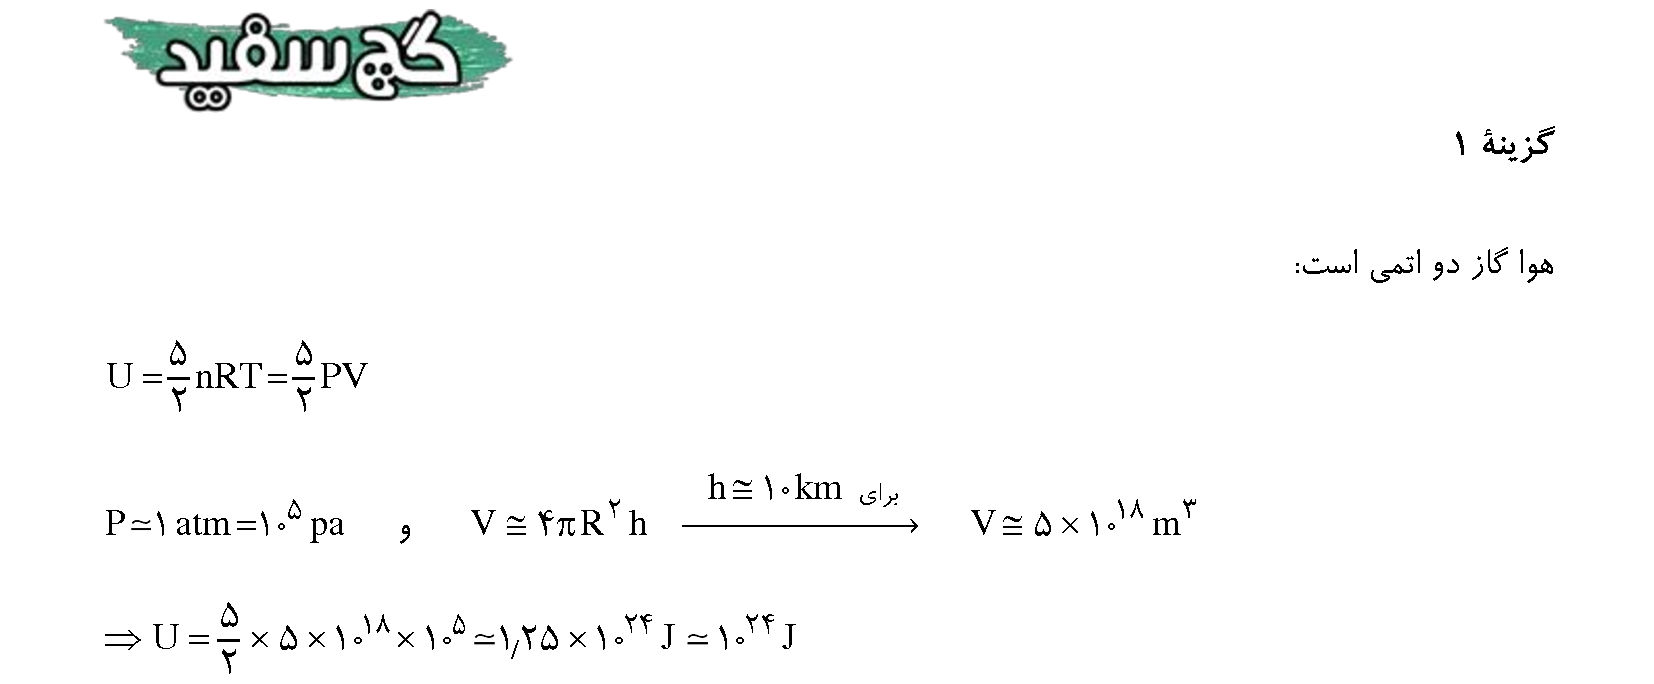 گچ سفید
گزینهٔ ۱
هوا گاز دو اتمی است:
U = ۵/۲ nRT = ۵/۲ PV
P ≃ ۱ atm = ۱۰^۵ pa و V ≅ ۴πR^۲ h برای h ≅ ۱۰ km ⟶ V ≅ ۵ × ۱۰^۱۸ m^۳
⇒ U = ۵/۲ × ۵ × ۱۰^۱۸ × ۱۰^۵ ≃ ۱٫۲۵ × ۱۰^۲۴ J ≃ ۱۰^۲۴ J